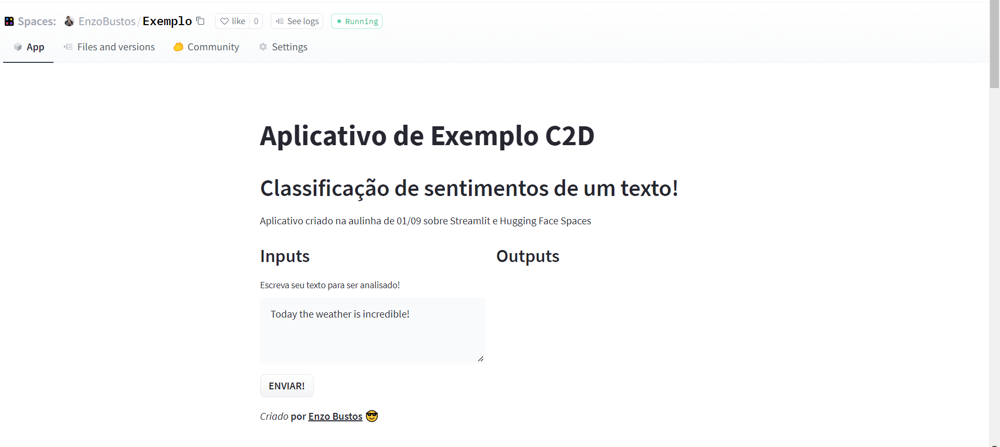 Spaces: EnzoBustos/Exemplo like 0 See logs Running
App Files and versions Community Settings
Aplicativo de Exemplo C2D
Classificação de sentimentos de um texto!
Aplicativo criado na aulinha de 01/09 sobre Streamlit e Hugging Face Spaces
Inputs Outputs
Escreva seu texto para ser analisado!
Today the weather is incredible!
ENVIAR!
Criado por Enzo Bustos 😎